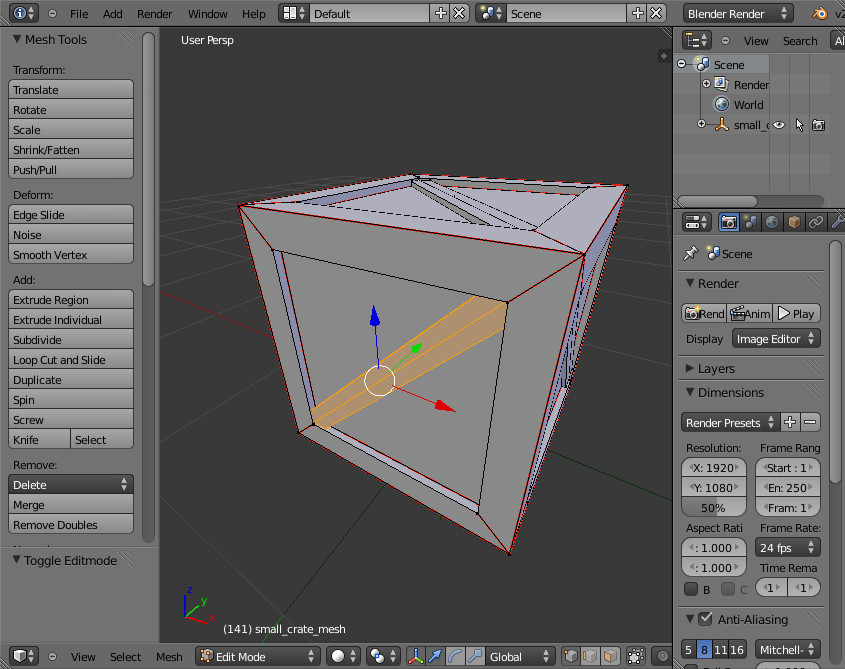 File Add Render Window Help Default Scene Blender Render v2
Mesh Tools
Transform:
Translate
Rotate
Scale
Shrink/Fatten
Push/Pull
Deform:
Edge Slide
Noise
Smooth Vertex
Add:
Extrude Region
Extrude Individual
Subdivide
Loop Cut and Slide
Duplicate
Spin
Screw
Knife Select
Remove:
Delete
Merge
Remove Doubles
Toggle Editmode
User Persp
z
y
x
(141) small_crate_mesh
View Select Mesh Edit Mode Global
View Search Al
Scene
Render
World
small_c
Scene
Render
Rend Anim Play
Display Image Editor
Layers
Dimensions
Render Presets
Resolution: Frame Rang
X: 1920 Start : 1
Y: 1080 En: 250
50% Fram: 1
Aspect Rati Frame Rate:
: 1.000 24 fps
: 1.000 Time Rema
B C 1 1
Anti-Aliasing
5 8 11 16 Mitchell-